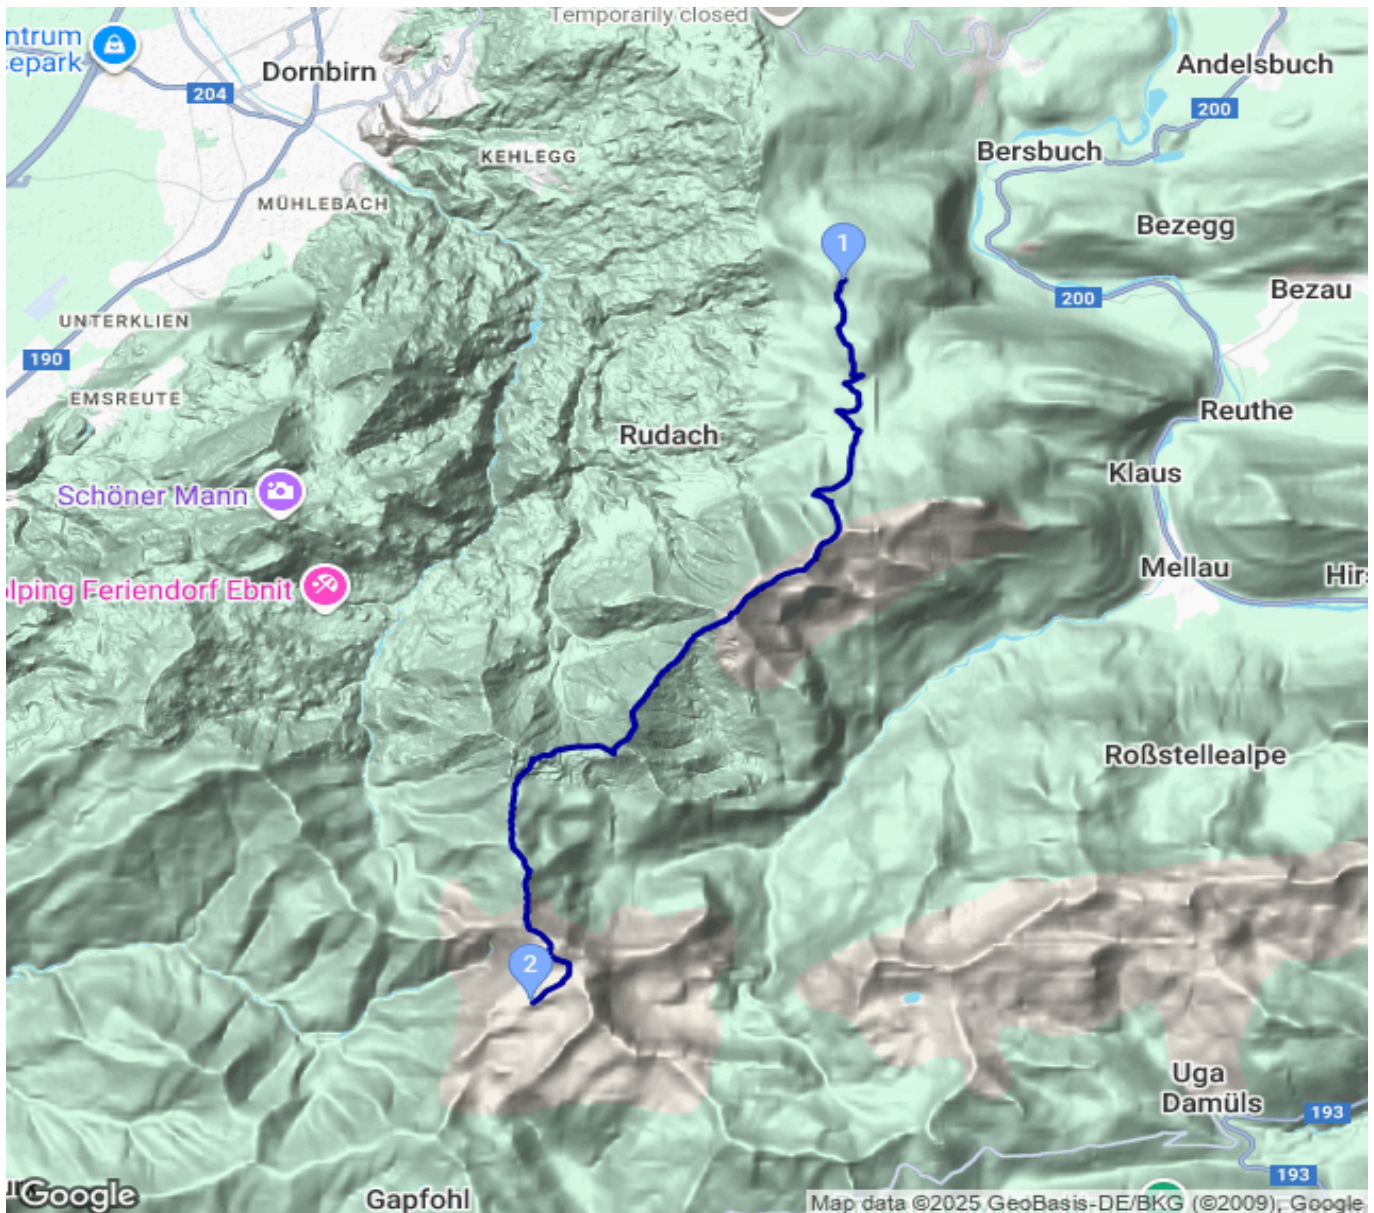 Temporarily closed
ntrum
epark
Dornbirn
204
Andelsbuch
200
KEHLEGG
Bersbuch
MÜHLEBACH
Bezegg
1
Bezau
200
UNTERKLIEN
190
EMSREUTE
Reuthe
Rudach
Klaus
Schöner Mann
Mellau
Hirs
olping Feriendorf Ebnit
Roßstellealpe
2
Uga
Damüls
193
193
Gapfohl
Google
Map data ©2025 GeoBasis-DE/BKG (©2009), Google